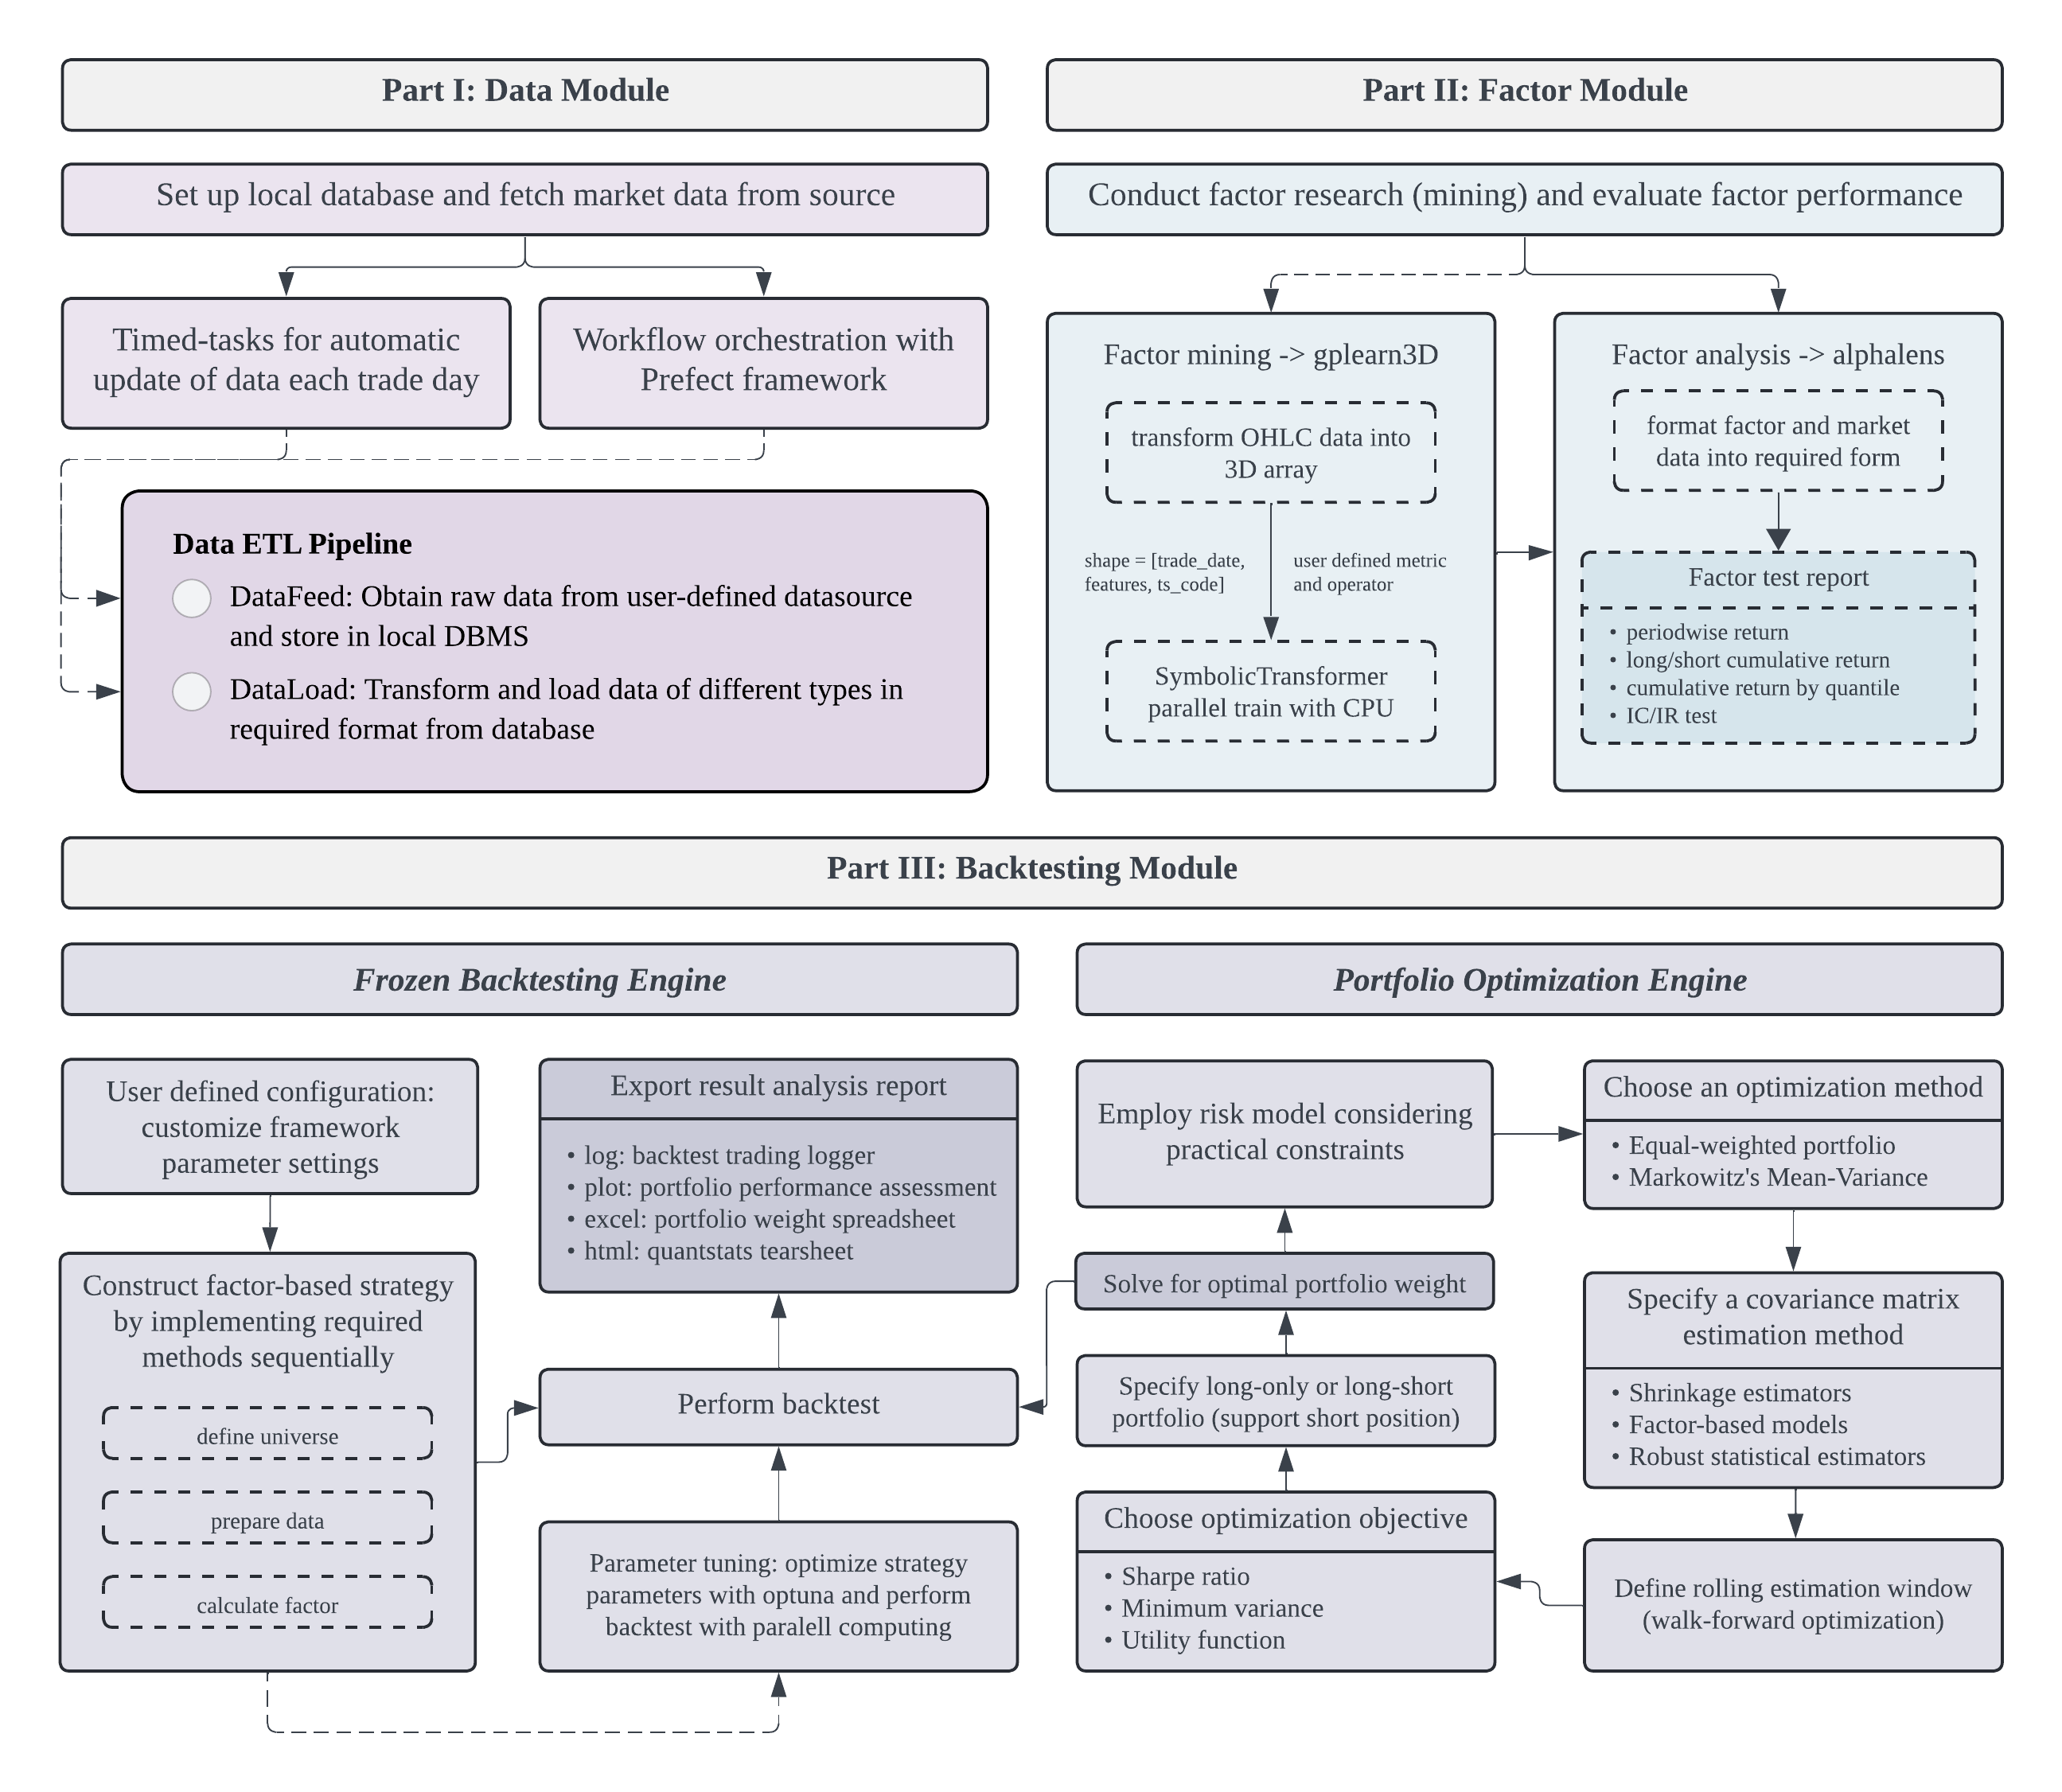 Part I: Data Module
Set up local database and fetch market data from source
Timed-tasks for automatic
update of data each trade day
Workflow orchestration with
Prefect framework
Data ETL Pipeline
DataFeed: Obtain raw data from user-defined datasource
and store in local DBMS
DataLoad: Transform and load data of different types in
required format from database
Part II: Factor Module
Conduct factor research (mining) and evaluate factor performance
Factor mining -> gplearn3D
transform OHLC data into
3D array
shape = [trade_date,
features, ts_code]
user defined metric
and operator
SymbolicTransformer
parallel train with CPU
Factor analysis -> alphalens
format factor and market
data into required form
Factor test report
• periodwise return
• long/short cumulative return
• cumulative return by quantile
• IC/IR test
Part III: Backtesting Module
Frozen Backtesting Engine
User defined configuration:
customize framework
parameter settings
Construct factor-based strategy
by implementing required
methods sequentially
define universe
prepare data
calculate factor
Export result analysis report
• log: backtest trading logger
• plot: portfolio performance assessment
• excel: portfolio weight spreadsheet
• html: quantstats tearsheet
Perform backtest
Parameter tuning: optimize strategy
parameters with optuna and perform
backtest with paralell computing
Portfolio Optimization Engine
Employ risk model considering
practical constraints
Solve for optimal portfolio weight
Specify long-only or long-short
portfolio (support short position)
Choose optimization objective
• Sharpe ratio
• Minimum variance
• Utility function
Choose an optimization method
• Equal-weighted portfolio
• Markowitz's Mean-Variance
Specify a covariance matrix
estimation method
• Shrinkage estimators
• Factor-based models
• Robust statistical estimators
Define rolling estimation window
(walk-forward optimization)